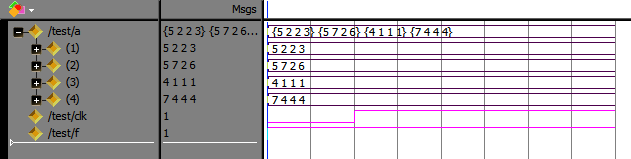 Msgs
/test/a {5 2 2 3} {5 7 2 6... {5 2 2 3} {5 7 2 6} {4 1 1 1} {7 4 4 4}
(1) 5 2 2 3 5 2 2 3
(2) 5 7 2 6 5 7 2 6
(3) 4 1 1 1 4 1 1 1
(4) 7 4 4 4 7 4 4 4
/test/clk 1
/test/f 1